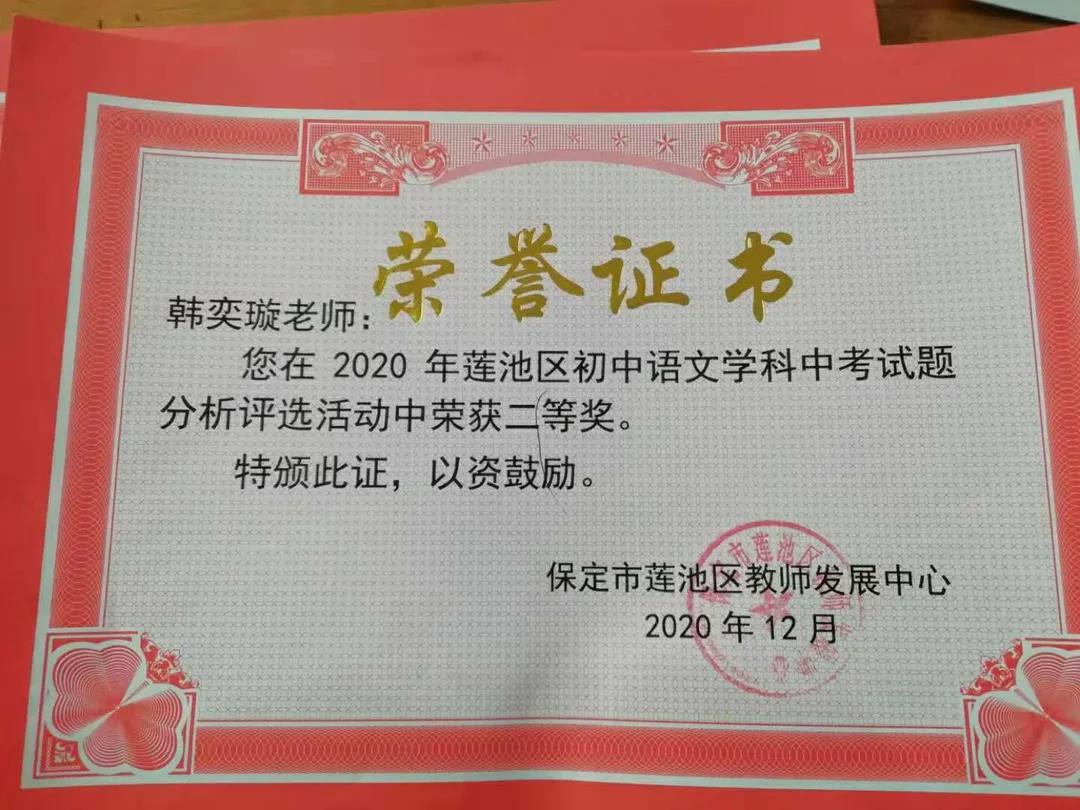 荣誉证书
韩奕璇老师：
您在 2020 年莲池区初中语文学科中考试题
分析评选活动中荣获二等奖。
特颁此证，以资鼓励。
保定市莲池区教师发展中心
2020 年 12 月